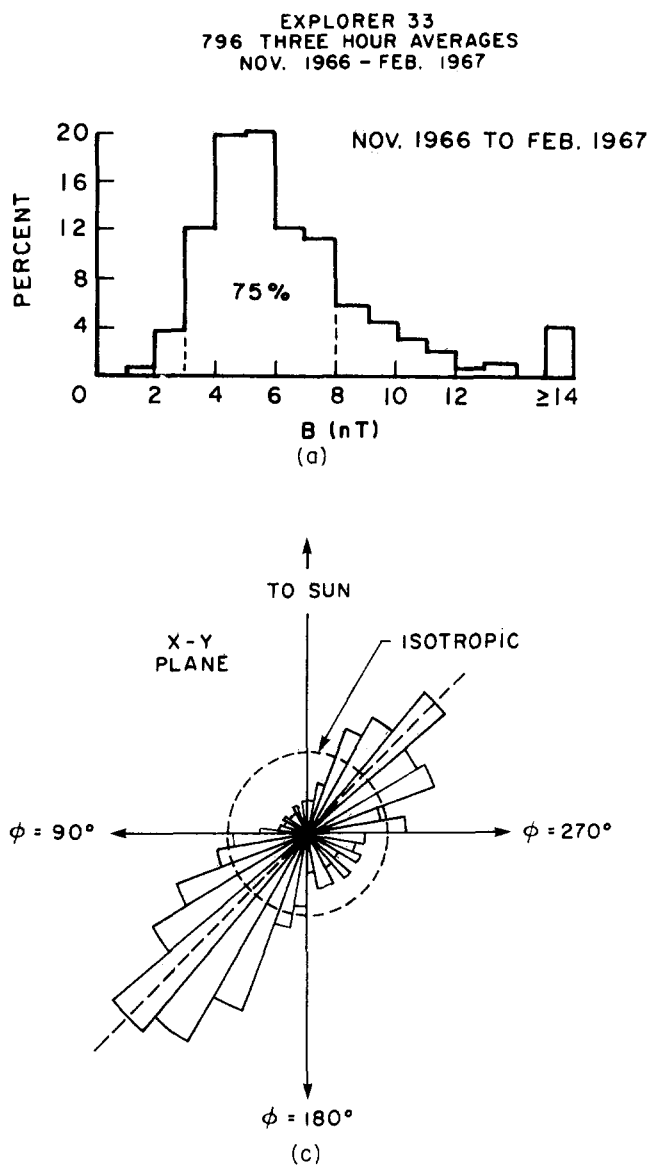 EXPLORER 33
796 THREE HOUR AVERAGES
NOV. 1966 – FEB. 1967
NOV. 1966 TO FEB. 1967
PERCENT
20
16
12
8
4
75%
0 2 4 6 8 10 12 ≥14
B (nT)
(a)
TO SUN
X-Y
PLANE
ISOTROPIC
ϕ = 90°
ϕ = 270°
ϕ = 180°
(c)